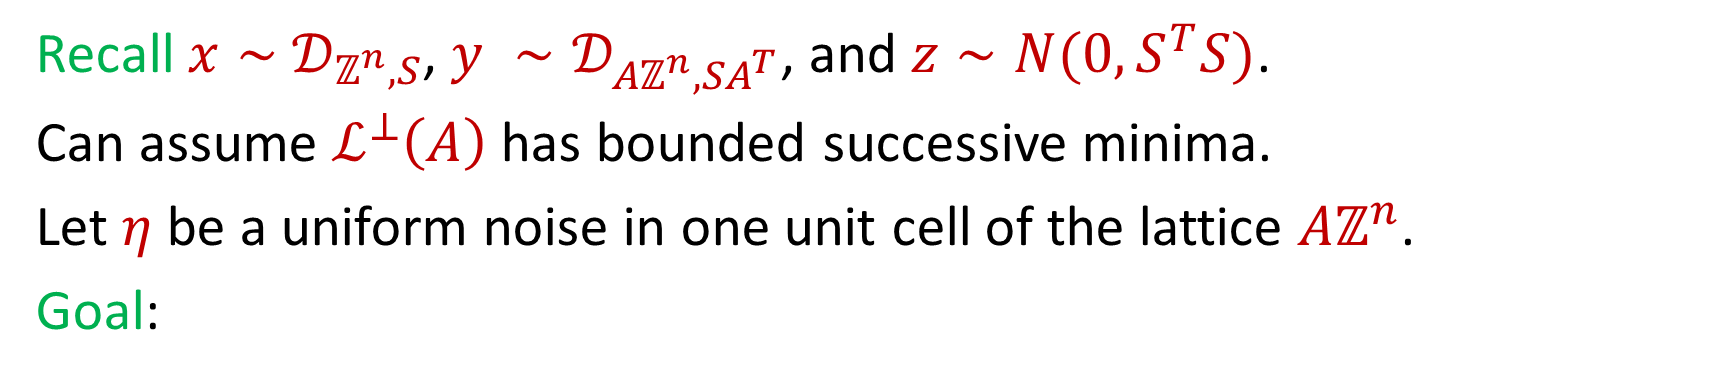 Recall x ~ 𝒟_{ℤ^n,S}, y ~ 𝒟_{Aℤ^n,SA^T}, and z ~ N(0, S^T S).
Can assume ℒ^⊥(A) has bounded successive minima.
Let η be a uniform noise in one unit cell of the lattice Aℤ^n.
Goal: